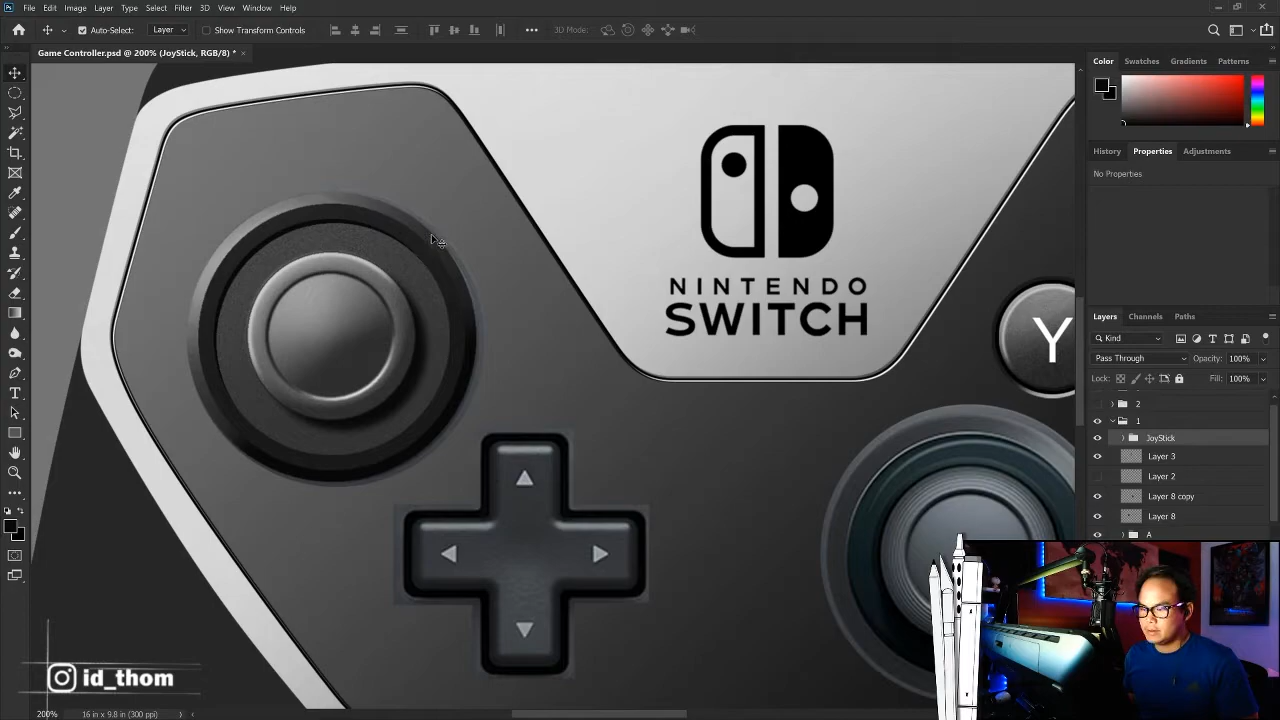 File Edit Image Layer Type Select Filter 3D View Window Help
Auto-Select: Layer Show Transform Controls 3D Mode:
Game Controller.psd @ 200% (JoyStick, RGB/8) *
Color Swatches Gradients Patterns
History Properties Adjustments
No Properties
NINTENDO
SWITCH
Y
Layers Channels Paths
Kind
Pass Through Opacity: 100%
Lock: Fill: 100%
2
1
JoyStick
Layer 3
Layer 2
Layer 8 copy
Layer 8
A
id_thom
200% 16 in x 9.8 in (300 ppi)